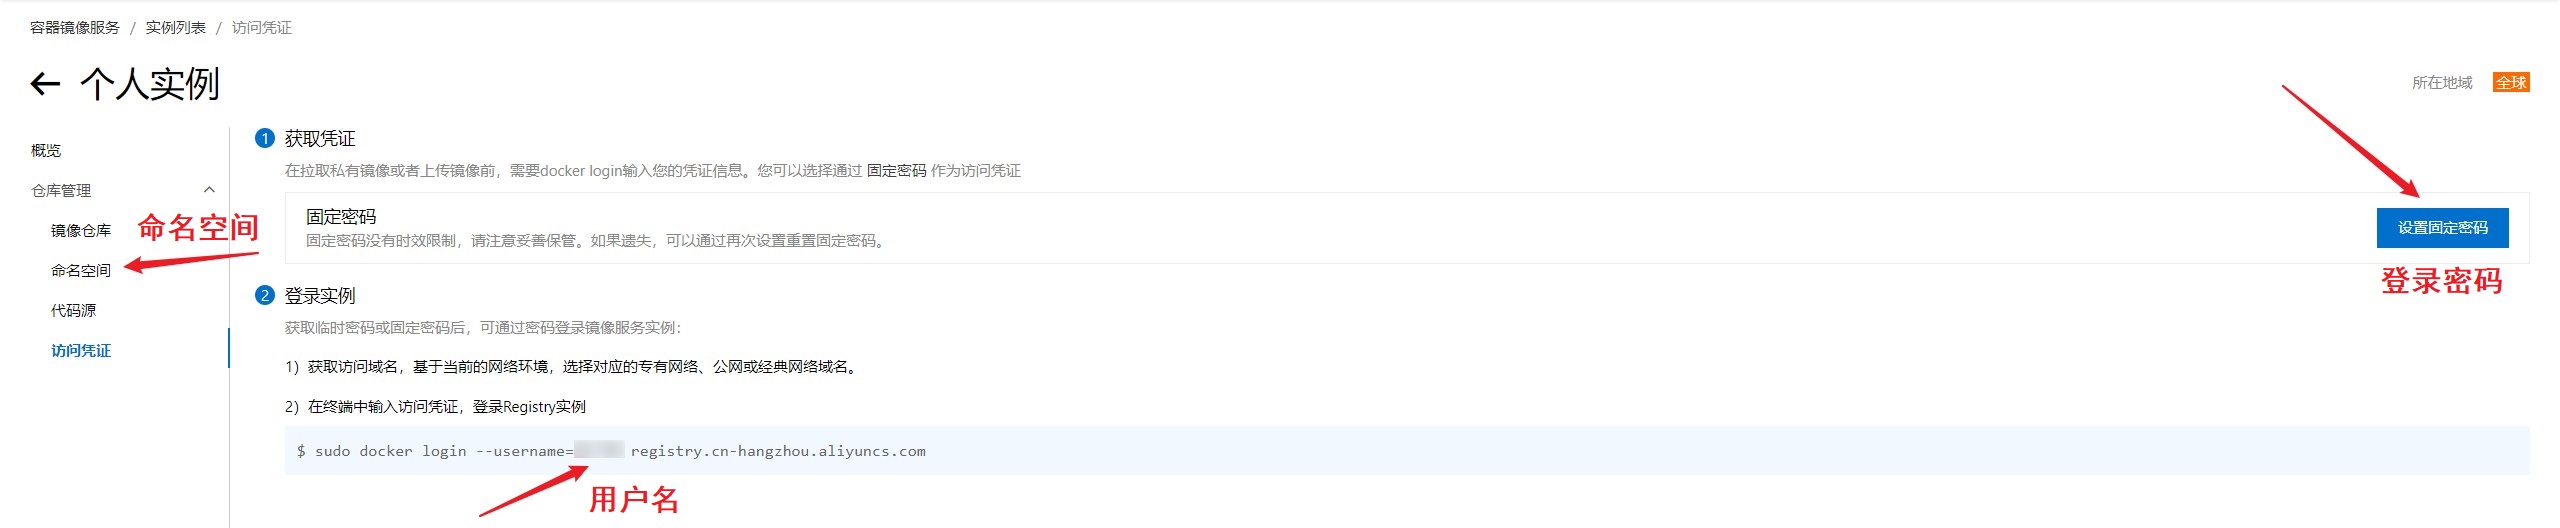 容器镜像服务 / 实例列表 / 访问凭证
← 个人实例
所在地域 全球
概览
仓库管理
镜像仓库
命名空间
代码源
访问凭证
命名空间
1 获取凭证
在拉取私有镜像或者上传镜像前，需要docker login输入您的凭证信息。您可以选择通过 固定密码 作为访问凭证
固定密码
固定密码没有时效限制，请注意妥善保管。如果遗失，可以通过再次设置重置固定密码。
设置固定密码
登录密码
2 登录实例
获取临时密码或固定密码后，可通过密码登录镜像服务实例：
1）获取访问域名，基于当前的网络环境，选择对应的专有网络、公网或经典网络域名。
2）在终端中输入访问凭证，登录Registry实例
$ sudo docker login --username= registry.cn-hangzhou.aliyuncs.com
用户名